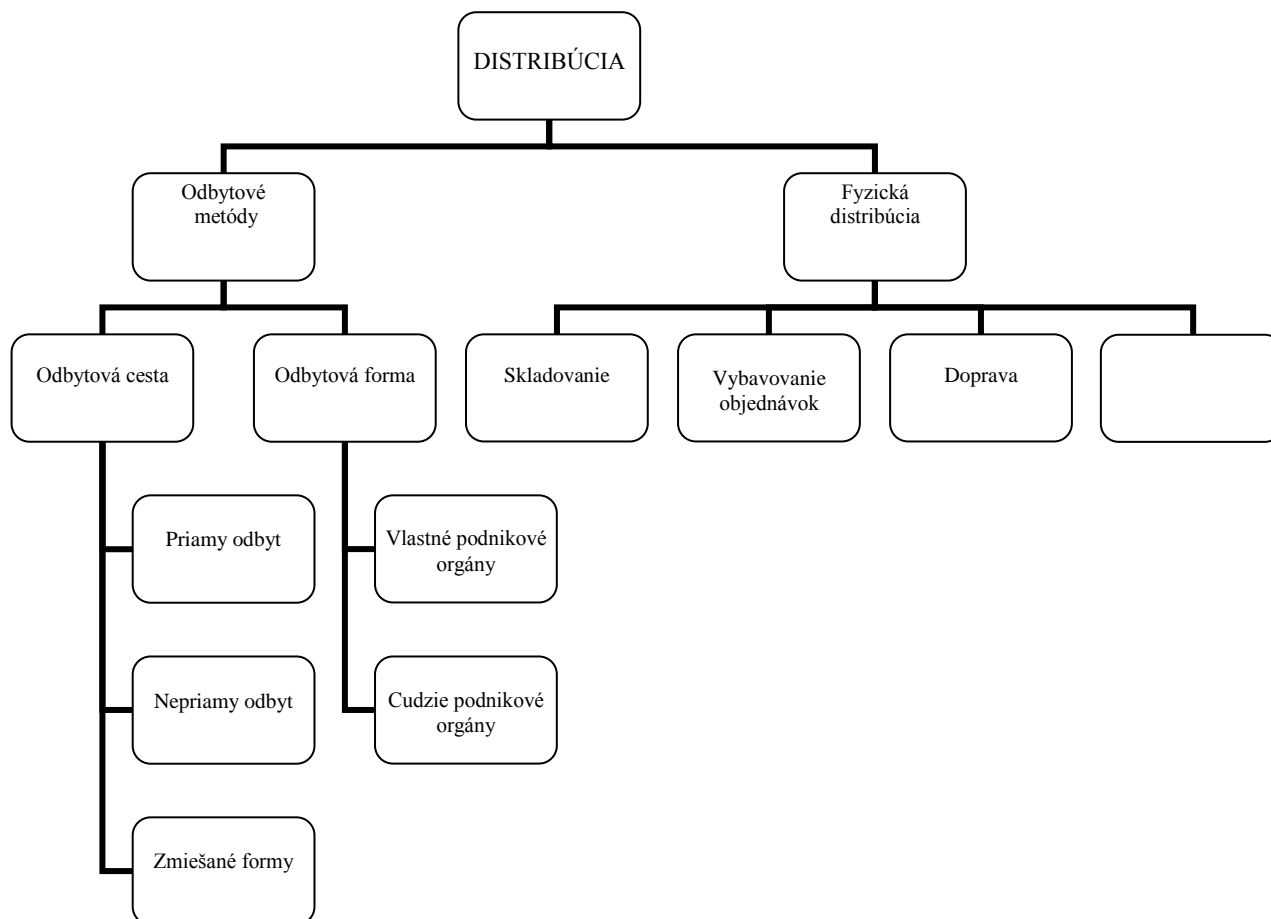 DISTRIBÚCIA
Odbytové
metódy
Fyzická
distribúcia
Odbytová cesta
Odbytová forma
Skladovanie
Vybavovanie
objednávok
Doprava
Priamy odbyt
Vlastné podnikové
orgány
Nepriamy odbyt
Cudzie podnikové
orgány
Zmiešané formy